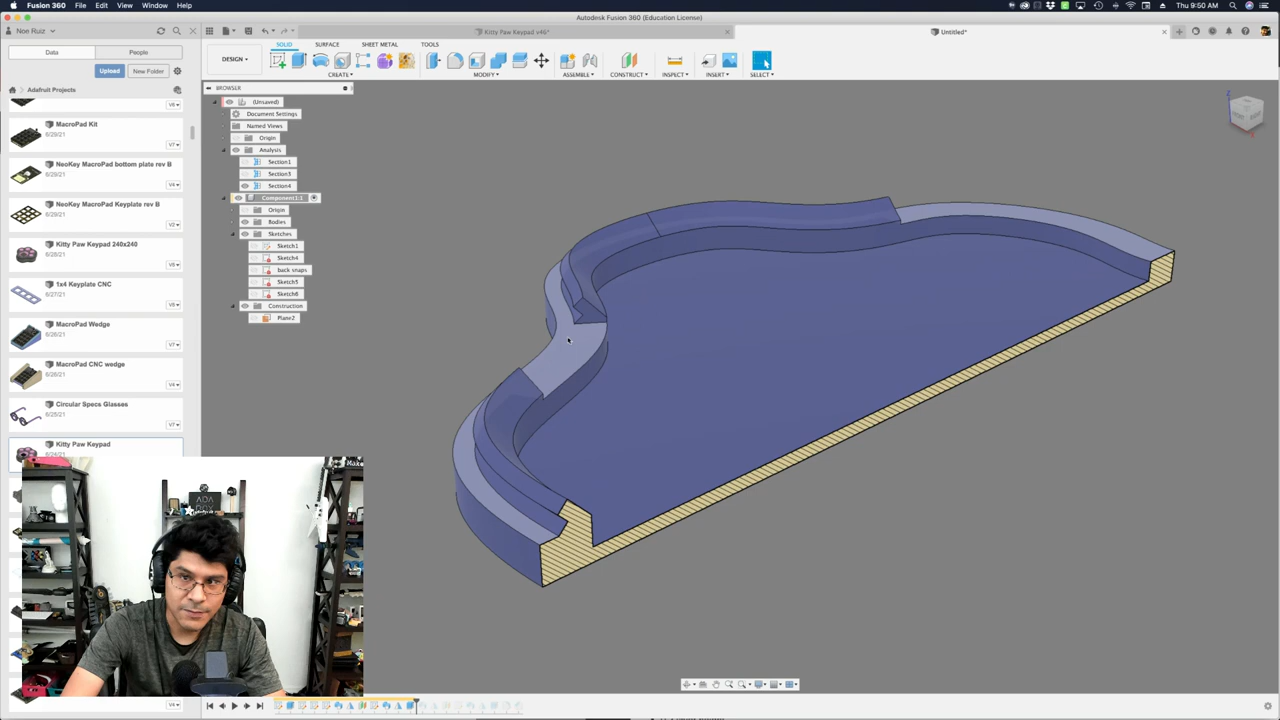 Fusion 360 File Edit View Window Help
Thu 9:50 AM
Autodesk Fusion 360 (Education License)
Noe Ruiz
Kitty Paw Keypad v46*
Untitled*
Data People
SOLID SURFACE SHEET METAL TOOLS
DESIGN
CREATE MODIFY ASSEMBLE CONSTRUCT INSPECT INSERT SELECT
Upload New Folder
Adafruit Projects
BROWSER
(Unsaved)
Document Settings
Named Views
Origin
Analysis
Section1
Section3
Section4
Component1:1
Origin
Bodies
Sketches
Sketch1
Sketch4
back snaps
Sketch5
Sketch6
Construction
Plane2
MacroPad Kit
6/29/21
NeoKey MacroPad bottom plate rev B
6/29/21
NeoKey MacroPad Keyplate rev B
6/29/21
Kitty Paw Keypad 240x240
6/28/21
1x4 Keyplate CNC
6/27/21
MacroPad Wedge
6/26/21
MacroPad CNC wedge
6/26/21
Circular Specs Glasses
6/25/21
Kitty Paw Keypad
6/24/21
ADA
BOX